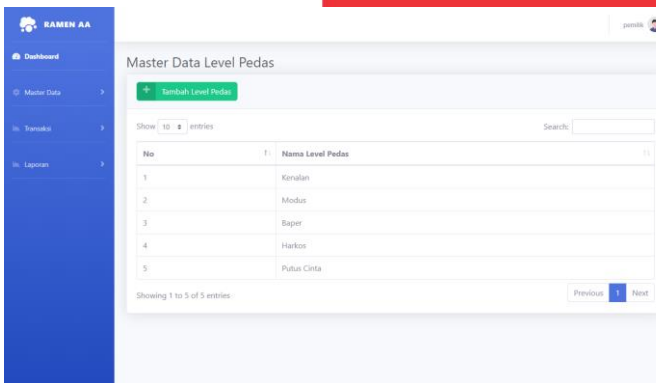 RAMEN AA
pemilik
Dashboard
Master Data Level Pedas
Master Data
Tambah Level Pedas
Transaksi
Show 10 entries
Search:
No Nama Level Pedas
Laporan
1 Kenalan
2 Modus
3 Baper
4 Harkos
5 Putus Cinta
Showing 1 to 5 of 5 entries
Previous 1 Next